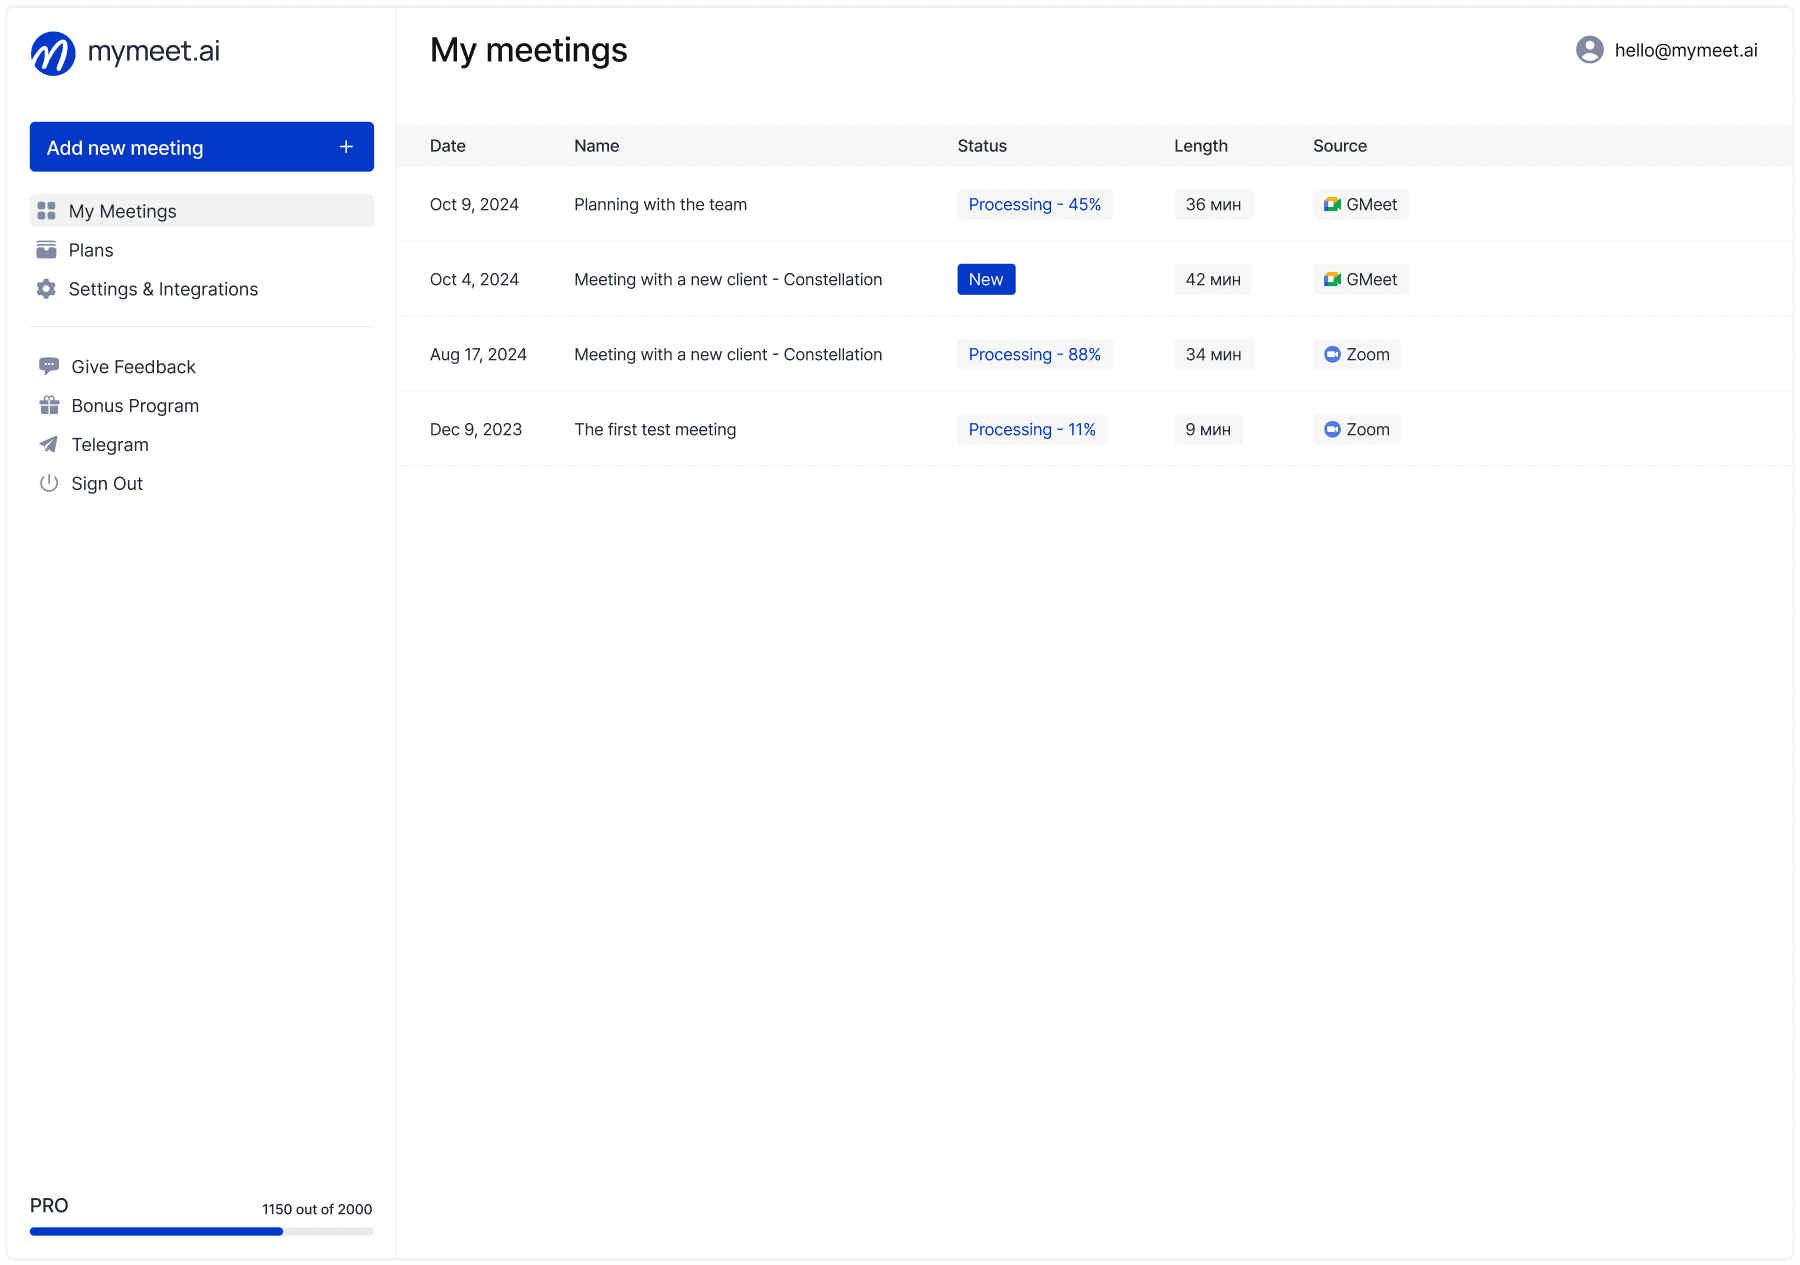 mymeet.ai
My meetings
hello@mymeet.ai
Add new meeting +
My Meetings
Plans
Settings & Integrations
Give Feedback
Bonus Program
Telegram
Sign Out
Date Name Status Length Source
Oct 9, 2024 Planning with the team Processing - 45% 36 мин GMeet
Oct 4, 2024 Meeting with a new client - Constellation New 42 мин GMeet
Aug 17, 2024 Meeting with a new client - Constellation Processing - 88% 34 мин Zoom
Dec 9, 2023 The first test meeting Processing - 11% 9 мин Zoom
PRO 1150 out of 2000